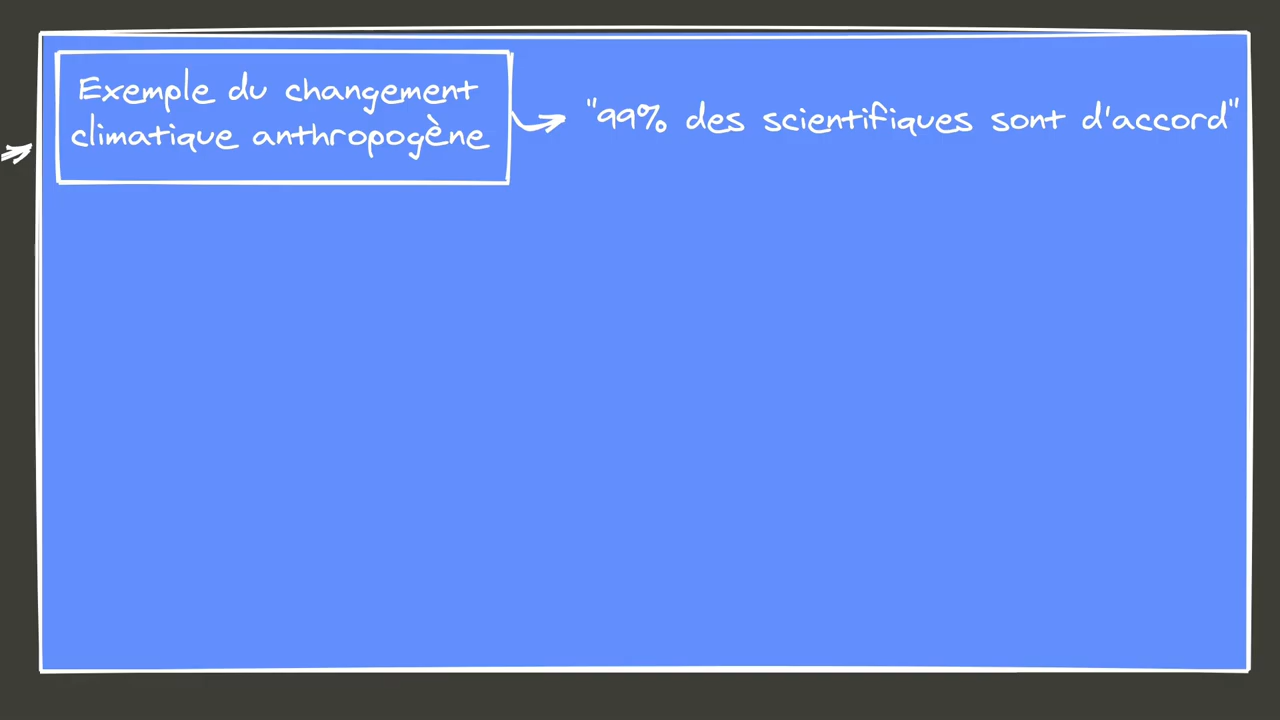 Exemple du changement
climatique anthropogène
"99% des scientifiques sont d'accord"